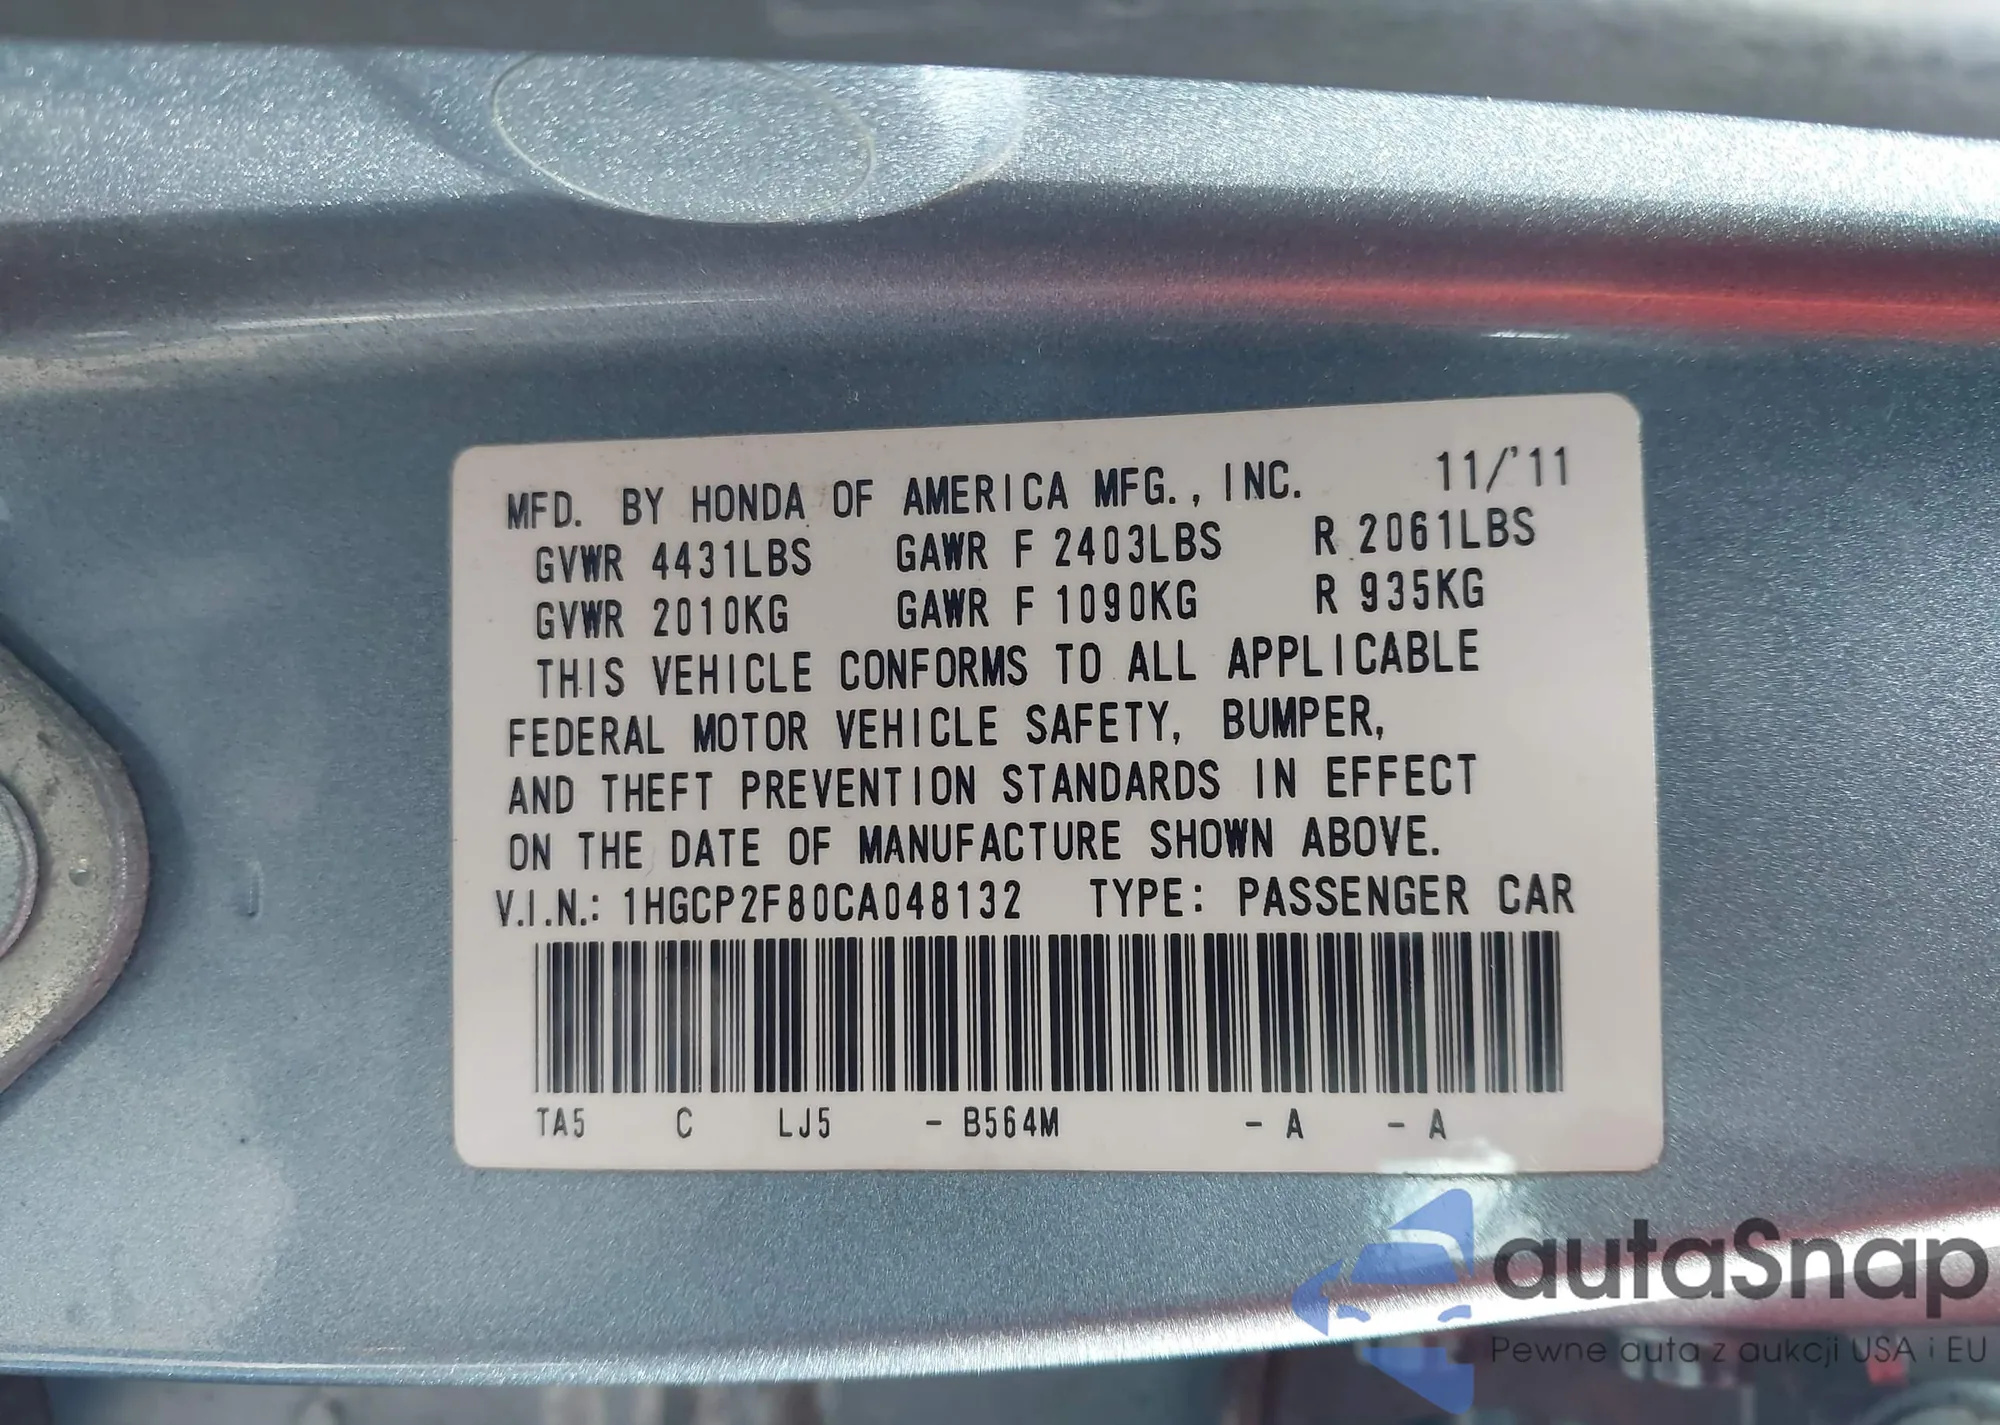 MFD. BY HONDA OF AMERICA MFG., INC. 11/'11
GVWR 4431LBS GAWR F 2403LBS R 2061LBS
GVWR 2010KG GAWR F 1090KG R 935KG
THIS VEHICLE CONFORMS TO ALL APPLICABLE
FEDERAL MOTOR VEHICLE SAFETY, BUMPER,
AND THEFT PREVENTION STANDARDS IN EFFECT
ON THE DATE OF MANUFACTURE SHOWN ABOVE.
V.I.N.: 1HGCP2F80CA048132 TYPE: PASSENGER CAR
TA5 C LJ5 - B564M - A - A
autaSnap
Pewne auta z aukcji USA i EU